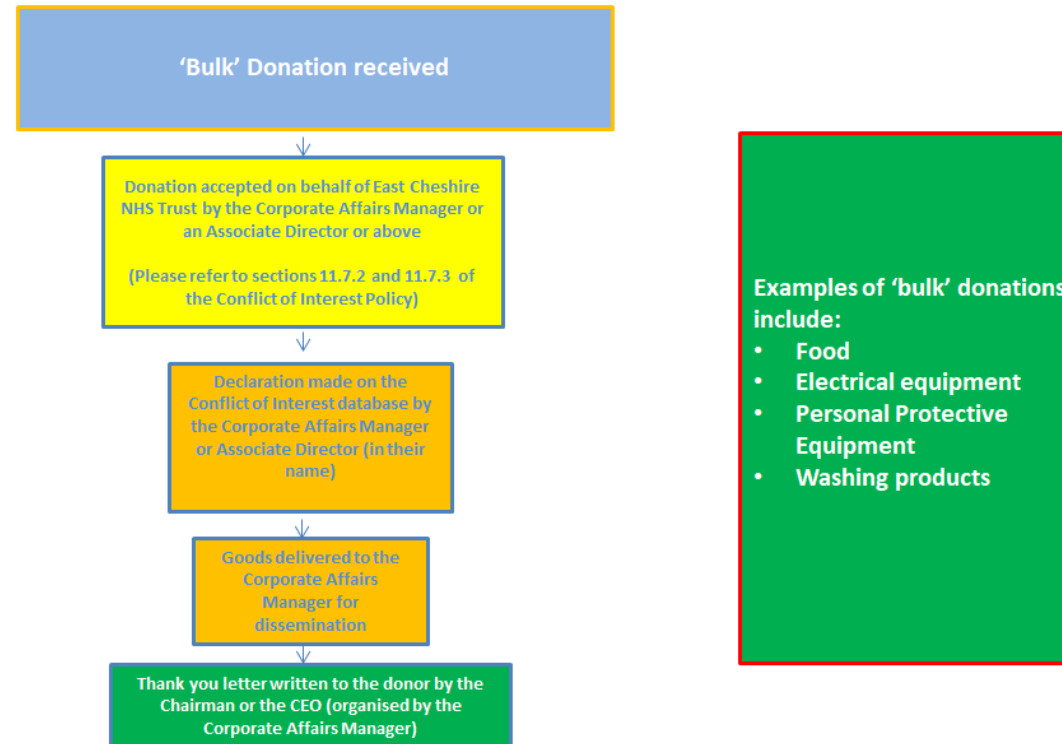 ‘Bulk’ Donation received
Donation accepted on behalf of East Cheshire
NHS Trust by the Corporate Affairs Manager or
an Associate Director or above
(Please refer to sections 11.7.2 and 11.7.3 of
the Conflict of Interest Policy)
Declaration made on the
Conflict of Interest database by
the Corporate Affairs Manager
or Associate Director (in their
name)
Goods delivered to the
Corporate Affairs
Manager for
dissemination
Thank you letter written to the donor by the
Chairman or the CEO (organised by the
Corporate Affairs Manager)
Examples of ‘bulk’ donations
include:
• Food
• Electrical equipment
• Personal Protective
Equipment
• Washing products